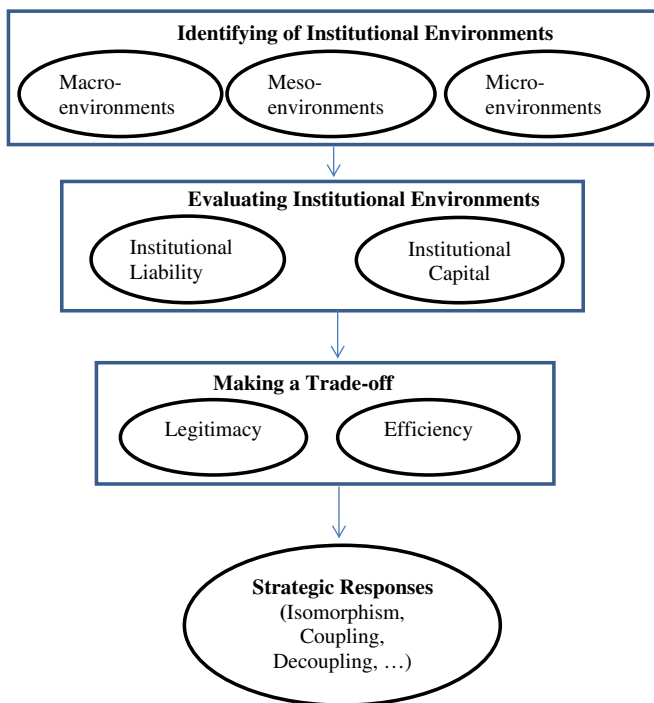 Identifying of Institutional Environments
Macro-
environments
Meso-
environments
Micro-
environments
Evaluating Institutional Environments
Institutional
Liability
Institutional
Capital
Making a Trade-off
Legitimacy
Efficiency
Strategic Responses
(Isomorphism,
Coupling,
Decoupling, …)